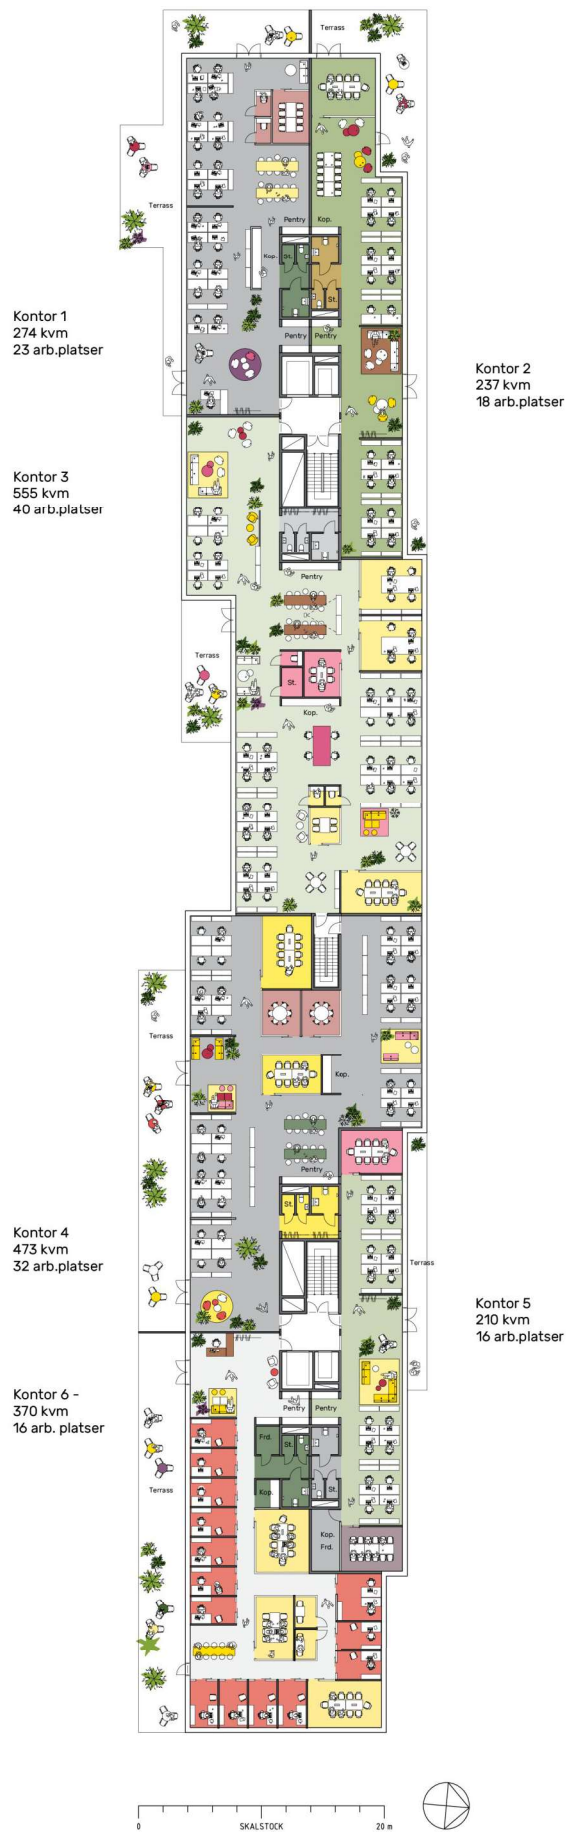 Terrass
Terrass
Pentry
Kop.
Kop.
St.
St.
Pentry
Pentry
Kontor 1
274 kvm
23 arb.platser
Kontor 2
237 kvm
18 arb.platser
Kontor 3
555 kvm
40 arb.platser
Pentry
Terrass
St.
Kop.
Terrass
Kop.
Pentry
St.
Kontor 4
473 kvm
32 arb.platser
Terrass
Kontor 5
210 kvm
16 arb.platser
Kontor 6 -
370 kvm
16 arb. platser
Pentry
Pentry
Frd.
St.
Kop.
St.
Terrass
Kop.
Frd.
0
SKALSTOCK
20 m